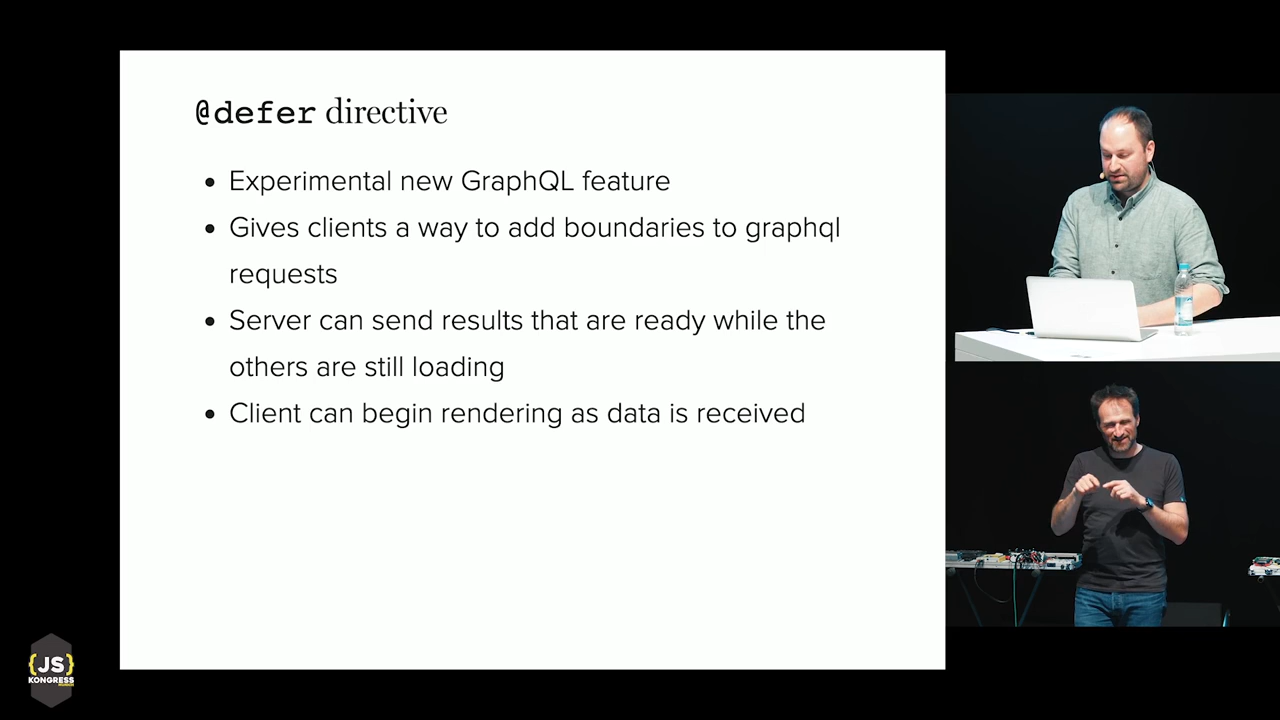 @defer directive
• Experimental new GraphQL feature
• Gives clients a way to add boundaries to graphql
requests
• Server can send results that are ready while the
others are still loading
• Client can begin rendering as data is received
{JS}
KONGRESS